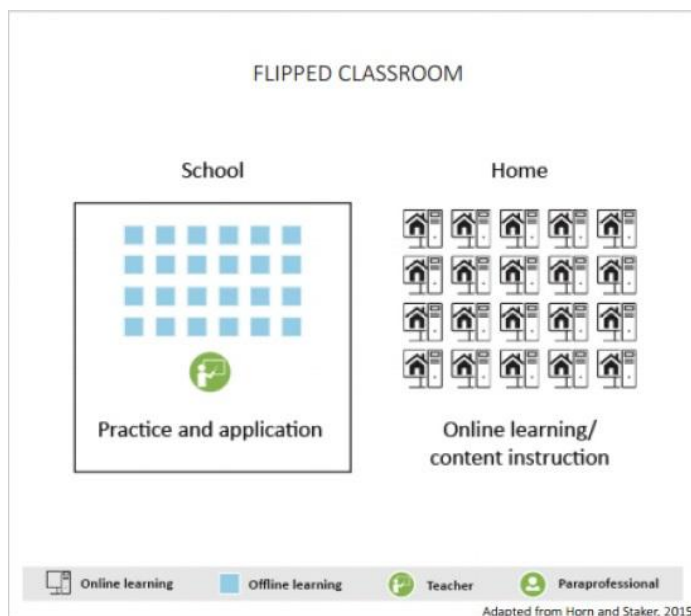 FLIPPED CLASSROOM
School
Home
Practice and application
Online learning/
content instruction
Online learning
Offline learning
Teacher
Paraprofessional
Adapted from Horn and Staker, 2015